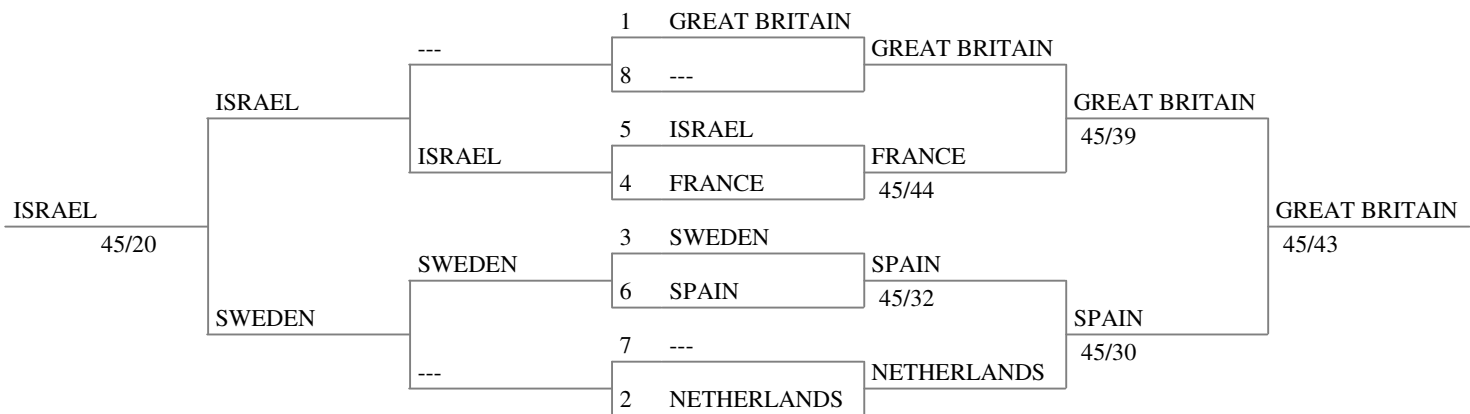 1 GREAT BRITAIN
--- GREAT BRITAIN
8 ---
ISRAEL GREAT BRITAIN
5 ISRAEL
45/39
ISRAEL FRANCE
4 FRANCE
45/44
ISRAEL GREAT BRITAIN
3 SWEDEN
45/20 45/43
SWEDEN SPAIN
6 SPAIN
45/32
SWEDEN SPAIN
7 ---
45/30
--- NETHERLANDS
2 NETHERLANDS